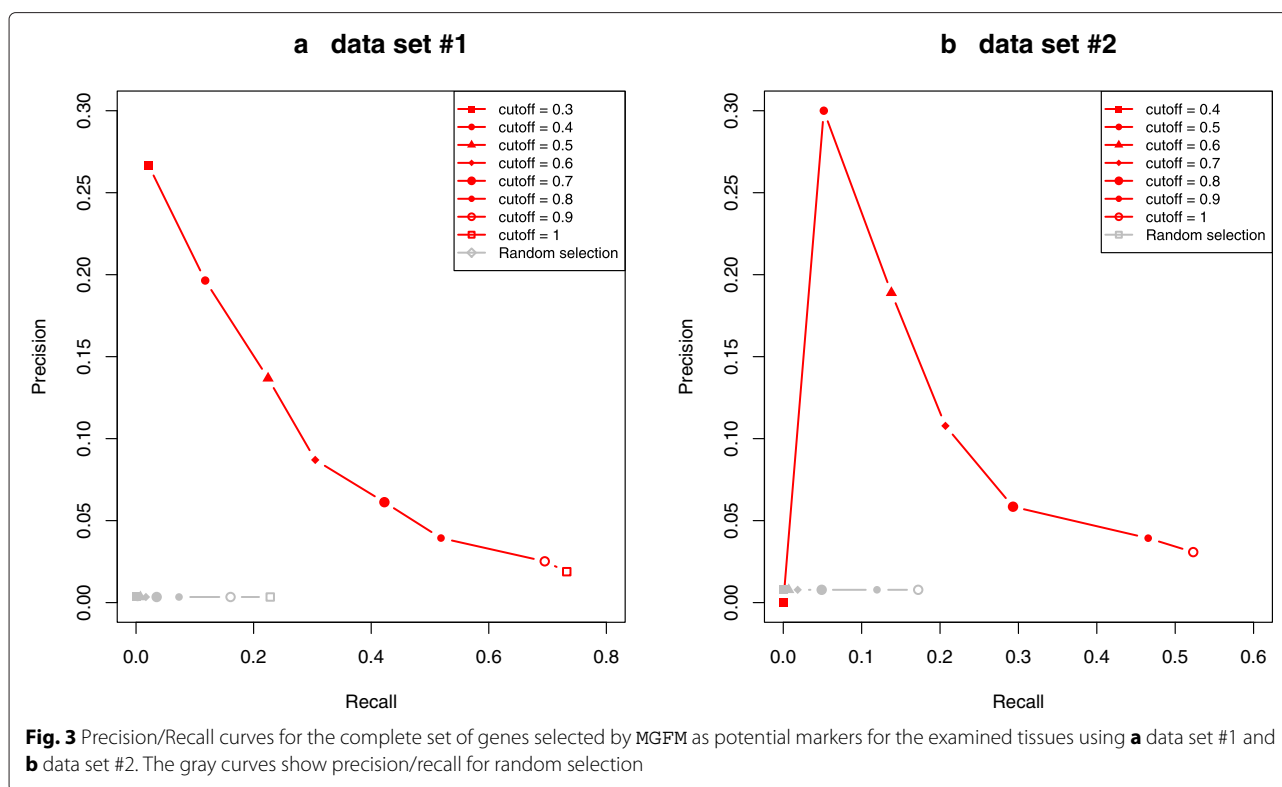 a data set #1
0.30
0.25
0.20
0.15
0.10
0.05
0.00
Precision
0.0 0.2 0.4 0.6 0.8
Recall
cutoff = 0.3
cutoff = 0.4
cutoff = 0.5
cutoff = 0.6
cutoff = 0.7
cutoff = 0.8
cutoff = 0.9
cutoff = 1
Random selection
b data set #2
0.30
0.25
0.20
0.15
0.10
0.05
0.00
Precision
0.0 0.1 0.2 0.3 0.4 0.5 0.6
Recall
cutoff = 0.4
cutoff = 0.5
cutoff = 0.6
cutoff = 0.7
cutoff = 0.8
cutoff = 0.9
cutoff = 1
Random selection
Fig. 3 Precision/Recall curves for the complete set of genes selected by MGFM as potential markers for the examined tissues using a data set #1 and
b data set #2. The gray curves show precision/recall for random selection